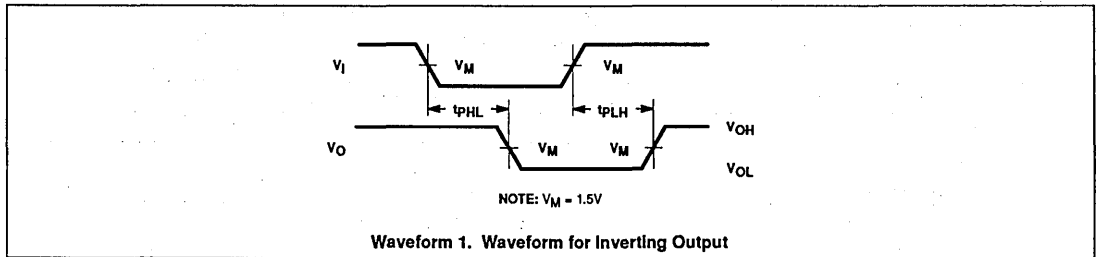 VI VM VM
tPHL tPLH
VOH
VO VM VM
VOL
NOTE: VM = 1.5V
Waveform 1. Waveform for Inverting Output